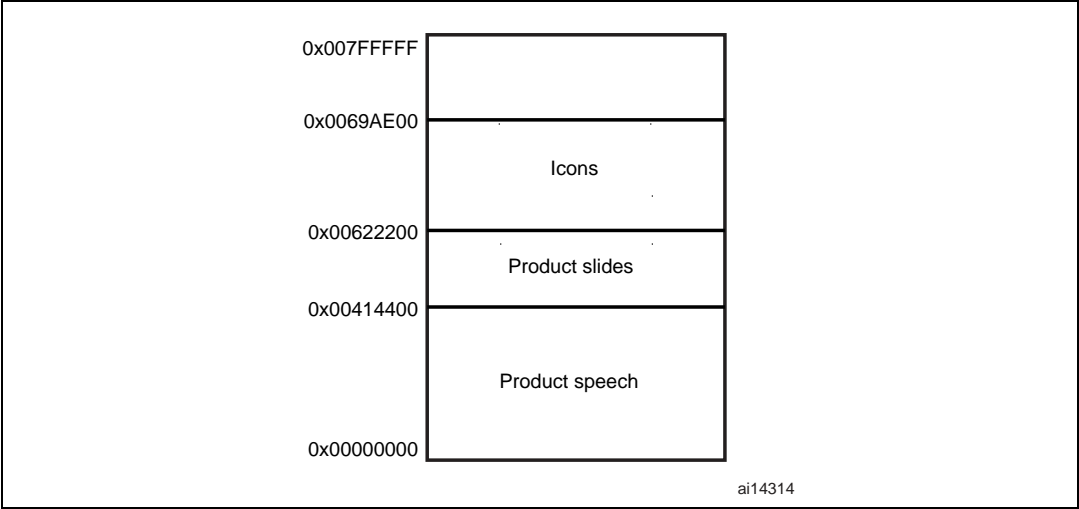 0x007FFFFF
0x0069AE00
Icons
0x00622200
Product slides
0x00414400
Product speech
0x00000000
ai14314